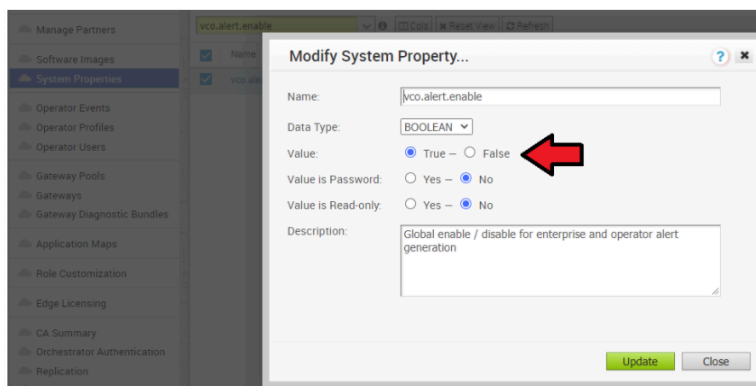 Manage Partners
Software Images
System Properties
Operator Events
Operator Profiles
Operator Users
Gateway Pools
Gateways
Gateway Diagnostic Bundles
Application Maps
Role Customization
Edge Licensing
CA Summary
Orchestrator Authentication
Replication
vco.alert.enable
Cols
Reset View
Refresh
Name
vco.ale
Modify System Property...
?
Name: vco.alert.enable
Data Type: BOOLEAN
Value: True -- False
Value is Password: Yes -- No
Value is Read-only: Yes -- No
Description: Global enable / disable for enterprise and operator alert
generation
Update Close